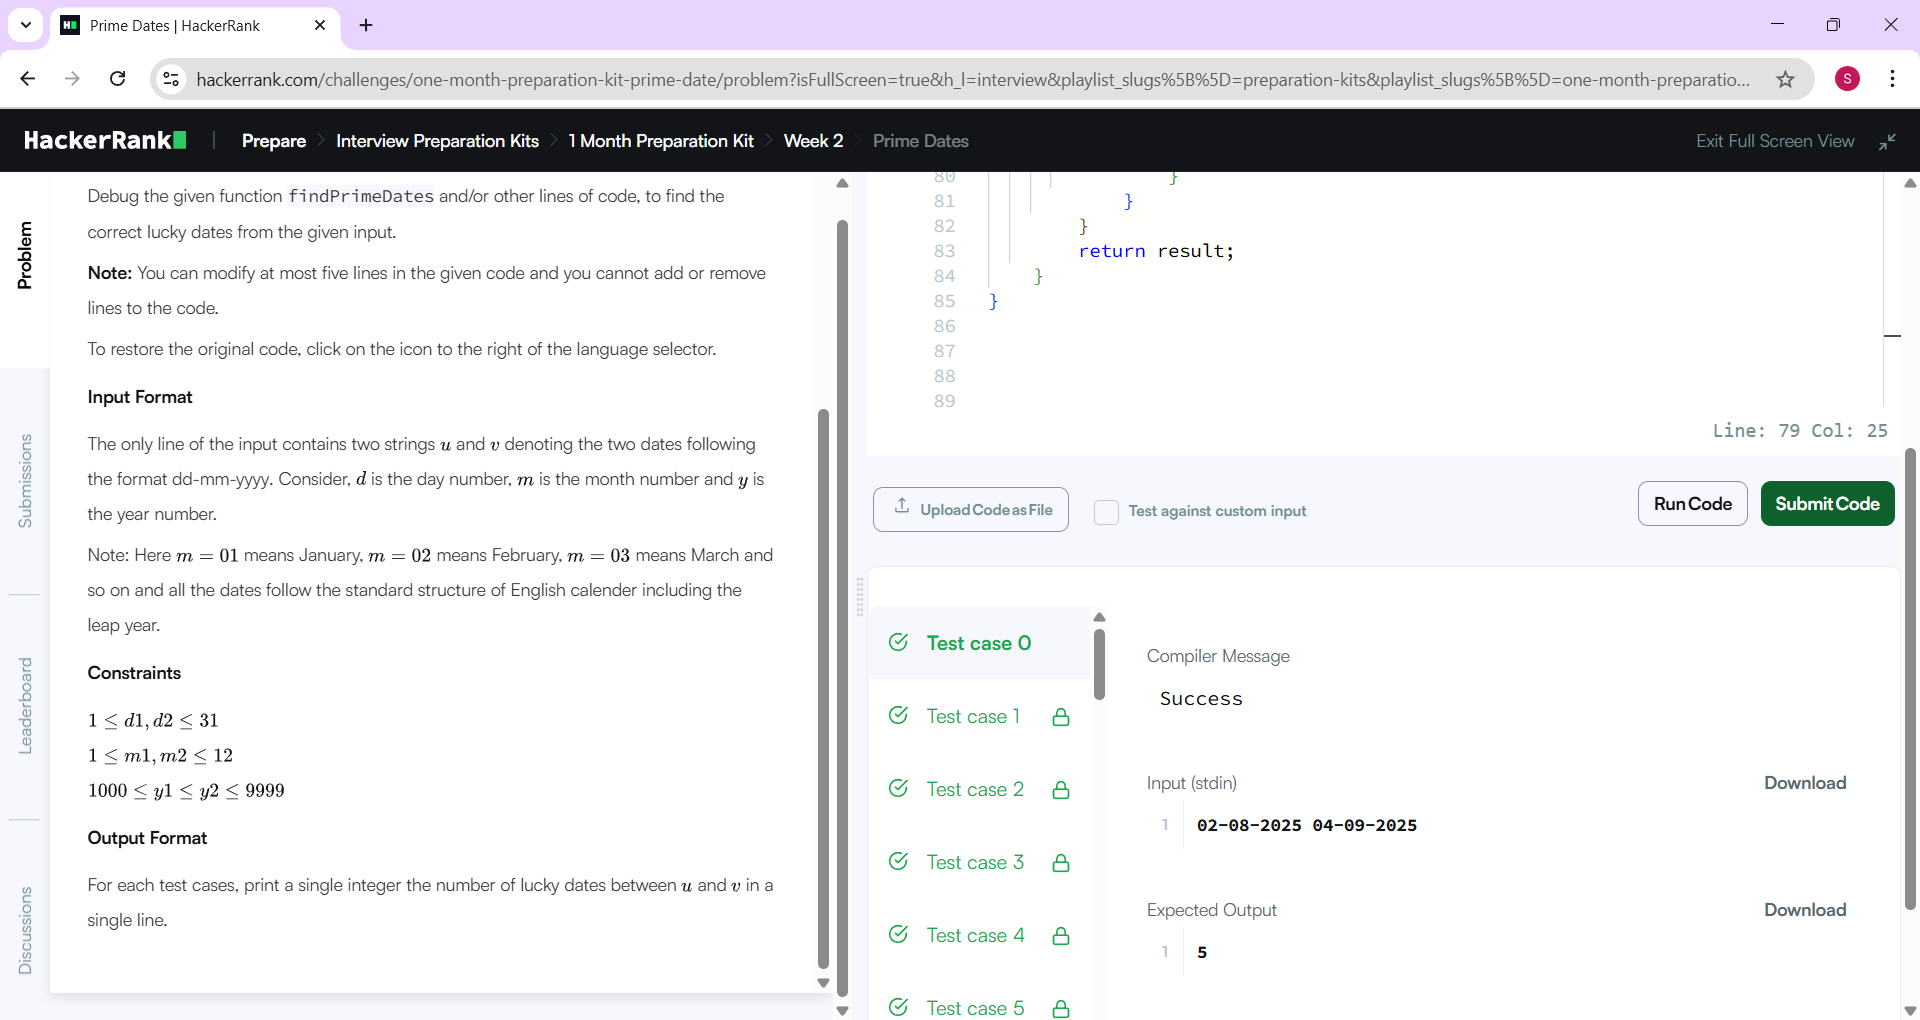 Prime Dates | HackerRank
hackerrank.com/challenges/one-month-preparation-kit-prime-date/problem?isFullScreen=true&h_l=interview&playlist_slugs%5B%5D=preparation-kits&playlist_slugs%5B%5D=one-month-preparatio...
S
HackerRank
Prepare
Interview Preparation Kits
1 Month Preparation Kit
Week 2
Prime Dates
Exit Full Screen View
Problem
Submissions
Leaderboard
Discussions
Debug the given function findPrimeDates and/or other lines of code, to find the
correct lucky dates from the given input.
Note: You can modify at most five lines in the given code and you cannot add or remove
lines to the code.
To restore the original code, click on the icon to the right of the language selector.
Input Format
The only line of the input contains two strings u and v denoting the two dates following
the format dd-mm-yyyy. Consider, d is the day number, m is the month number and y is
the year number.
Note: Here m = 01 means January, m = 02 means February, m = 03 means March and
so on and all the dates follow the standard structure of English calender including the
leap year.
Constraints
1 ≤ d1, d2 ≤ 31
1 ≤ m1, m2 ≤ 12
1000 ≤ y1 ≤ y2 ≤ 9999
Output Format
For each test cases, print a single integer the number of lucky dates between u and v in a
single line.
80 }
81 }
82 }
83 return result;
84 }
85 }
86
87
88
89
Line: 79 Col: 25
Upload Code as File
Test against custom input
Run Code
Submit Code
Test case 0
Test case 1
Test case 2
Test case 3
Test case 4
Test case 5
Compiler Message
Success
Input (stdin)
Download
1 02-08-2025 04-09-2025
Expected Output
Download
1 5